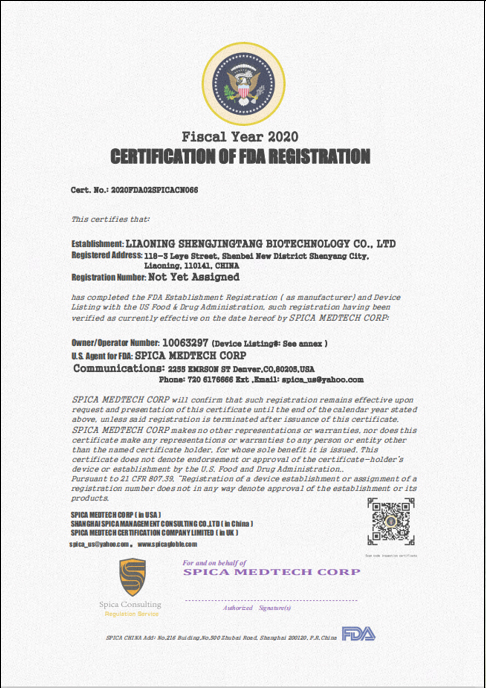 Fiscal Year 2020
CERTIFICATION OF FDA REGISTRATION
Cert. No.: 2020FDA02SPICACN066
This certifies that:
Establishment: LIAONING SHENGJINGTANG BIOTECHNOLOGY CO., LTD
Registered Address: 118-3 Leye Street, Shenbei New District Shenyang City,
Liaoning, 110141, CHINA
Registration Number: Not Yet Assigned
has completed the FDA Establishment Registration ( as manufacturer) and Device
Listing with the US Food & Drug Administration, such registration having been
verified as currently effective on the date hereof by SPICA MEDTECH CORP:
Owner/Operator Number: 10063297 (Device Listing#: See annex )
U.S. Agent for FDA: SPICA MEDTECH CORP
Communications: 2255 EMRSON ST Denver,CO,80205,USA
Phone: 720 6176666 Ext ,Email: spica_us@yahoo.com
SPICA MEDTECH CORP will confirm that such registration remains effective upon
request and presentation of this certificate until the end of the calendar year stated
above, unless said registration is terminated after issuance of this certificate.
SPICA MEDTECH CORP makes no other representations or warranties, nor does this
certificate make any representations or warranties to any person or entity other
than the named certificate holder, for whose sole benefit it is issued. This
certificate does not denote endorsement or approval of the certificate-holder's
device or establishment by the U.S. Food and Drug Administration..
Pursuant to 21 CFR 807.39, "Registration of a device establishment or assignment of a
registration number does not in any way denote approval of the establishment or its
products.
SPICA MEDTECH CORP ( in USA )
SHANGHAI SPICA MANAGEMENT CONSULTING CO.,LTD ( in China )
SPICA MEDTECH CERTIFICATION COMPANY LIMITED ( in UK )
spica_us@yahoo.com , www.spicagloble.com
For and on behalf of
SPICA MEDTECH CORP
Authorized Signature(s)
Spica Consulting
Registration Service
SPICA CHINA Add: No.216 Buiding,No.500 Zhubai Road, Shanghai 200120, P.R.China
FDA